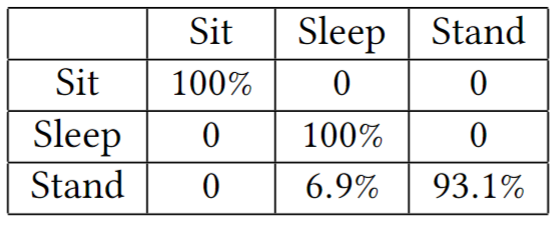 Sit Sleep Stand
Sit 100% 0 0
Sleep 0 100% 0
Stand 0 6.9% 93.1%